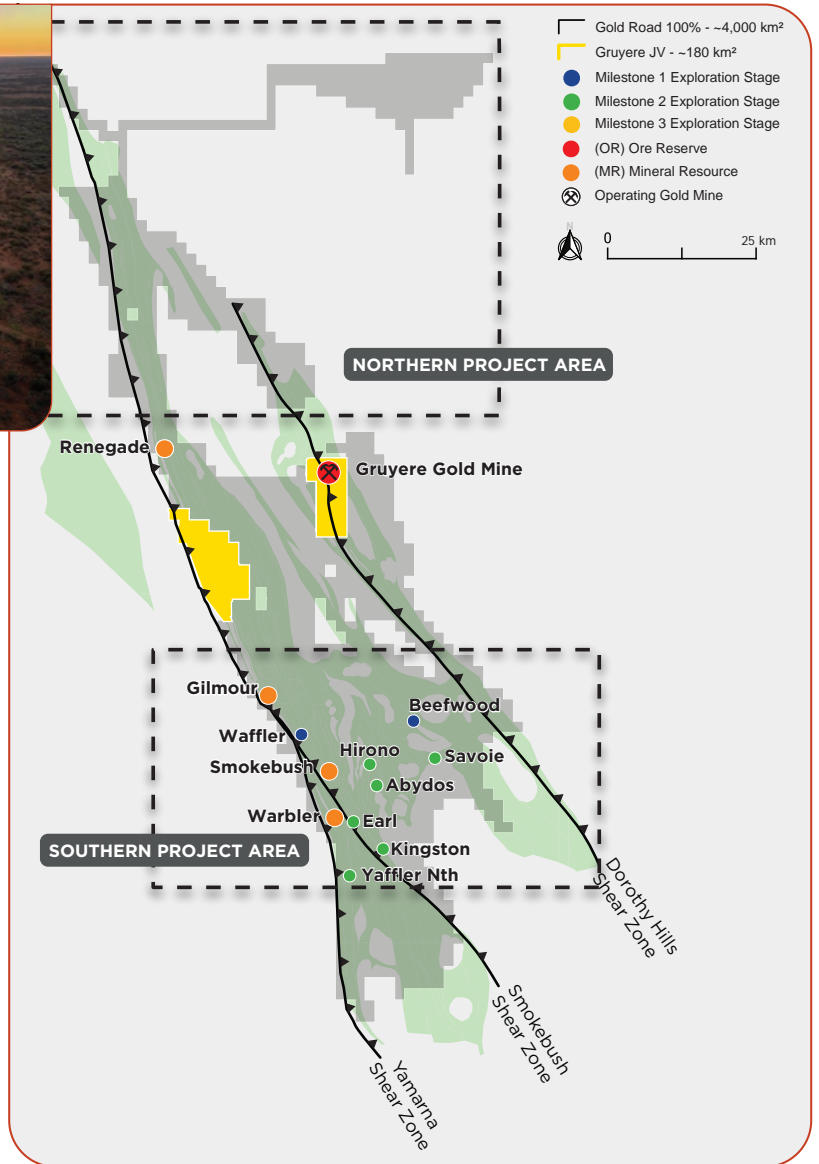 Gold Road 100% - ~4,000 km²
Gruyere JV - ~180 km²
Milestone 1 Exploration Stage
Milestone 2 Exploration Stage
Milestone 3 Exploration Stage
(OR) Ore Reserve
(MR) Mineral Resource
Operating Gold Mine
N
0
25 km
NORTHERN PROJECT AREA
Renegade
Gruyere Gold Mine
Gilmour
Beefwood
Waffler
Hirono
Savoie
Smokebush
Abydos
Warbler
Earl
SOUTHERN PROJECT AREA
Kingston
Yaffler Nth
Dorothy Hills
Shear Zone
Smokebush
Shear Zone
Yamarna
Shear Zone